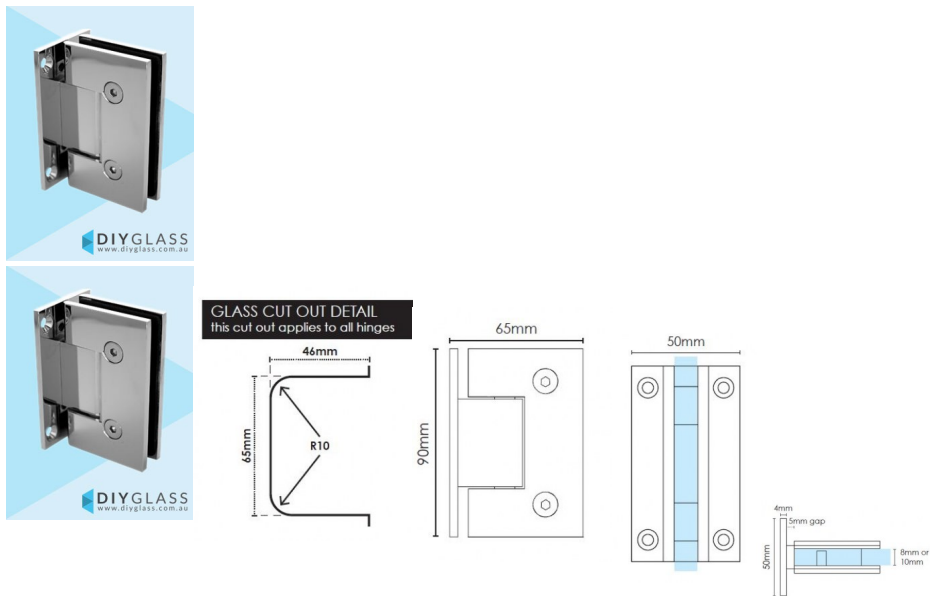 DIYGLASS
www.diyglass.com.au
DIYGLASS
www.diyglass.com.au
GLASS CUT OUT DETAIL
this cut out applies to all hinges
46mm
65mm
R10
65mm
90mm
50mm
4mm
5mm gap
50mm
8mm or
10mm